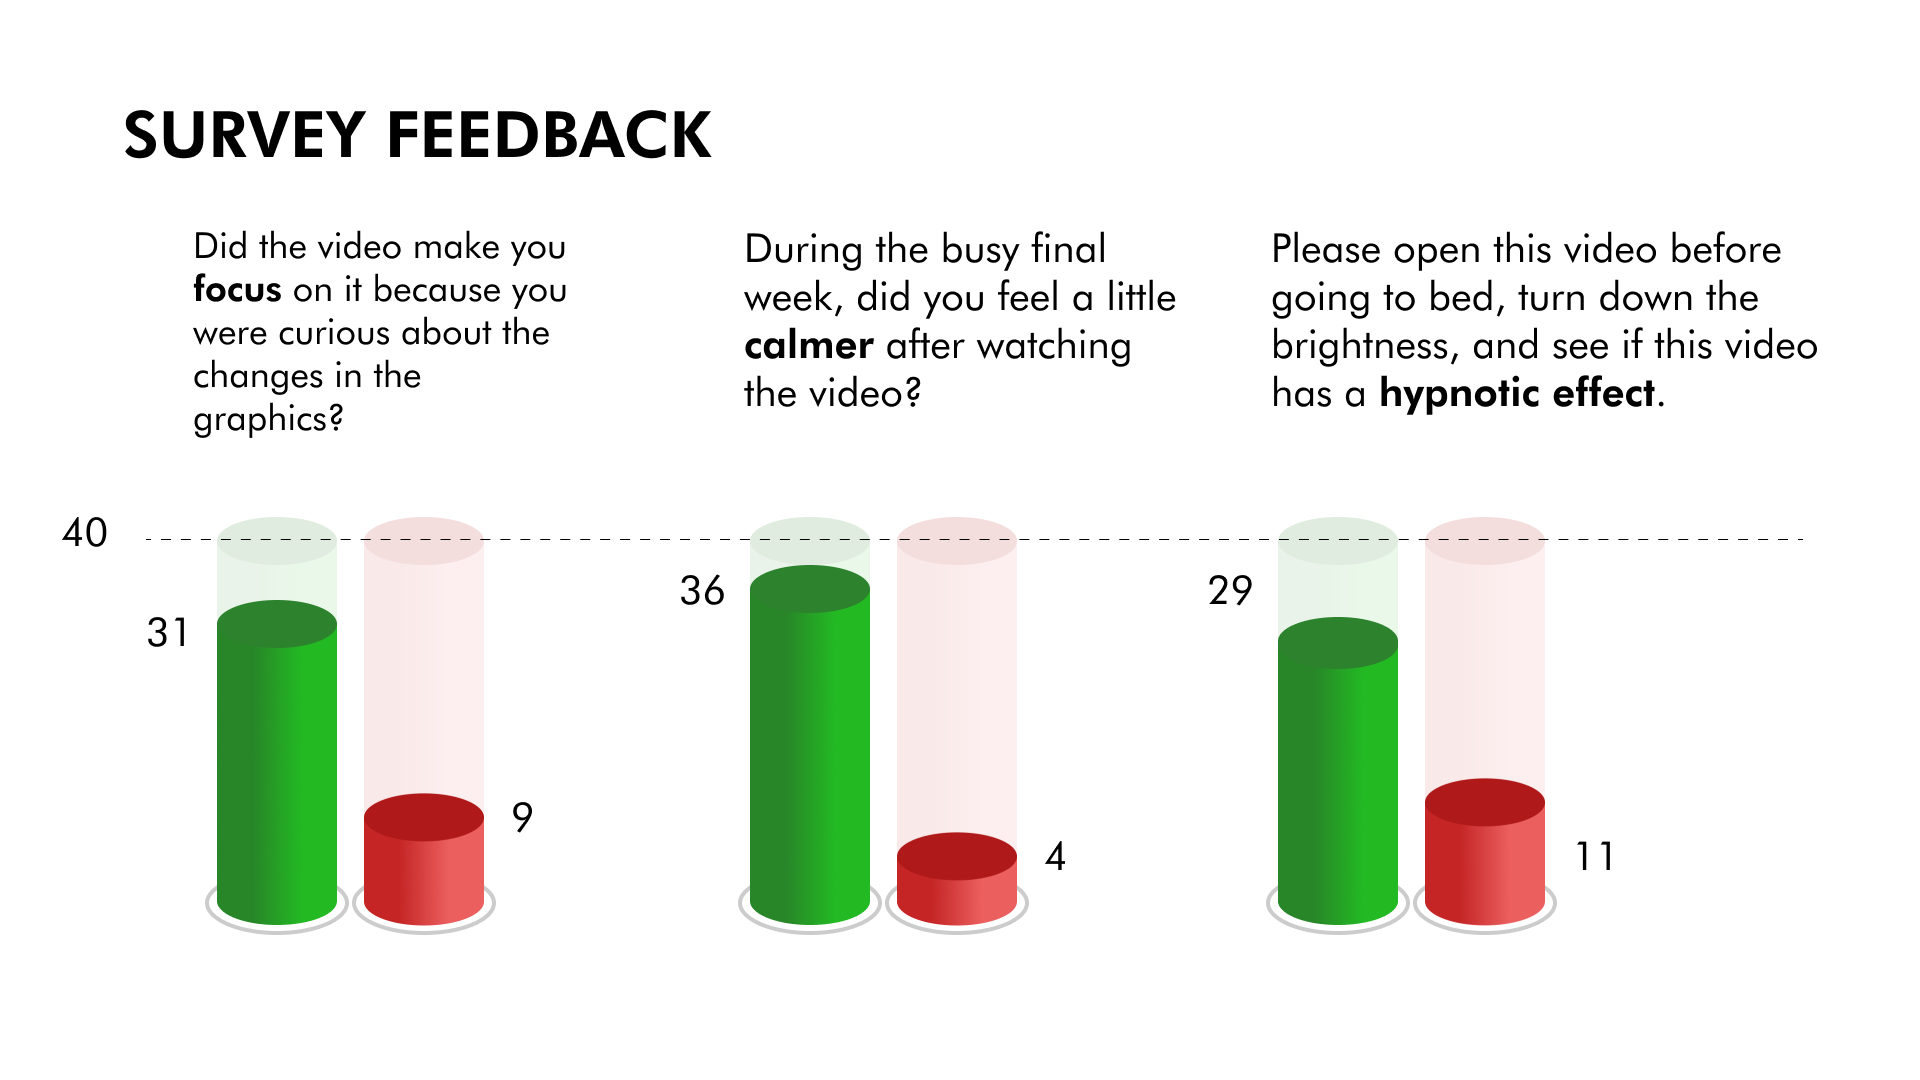 SURVEY FEEDBACK
Did the video make you
focus on it because you
were curious about the
changes in the
graphics?
During the busy final
week, did you feel a little
calmer after watching
the video?
Please open this video before
going to bed, turn down the
brightness, and see if this video
has a hypnotic effect.
40
31
9
36
4
29
11